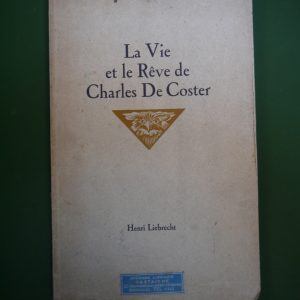 La Vie
et le Rêve de
Charles De Coster
Henri Liebrecht